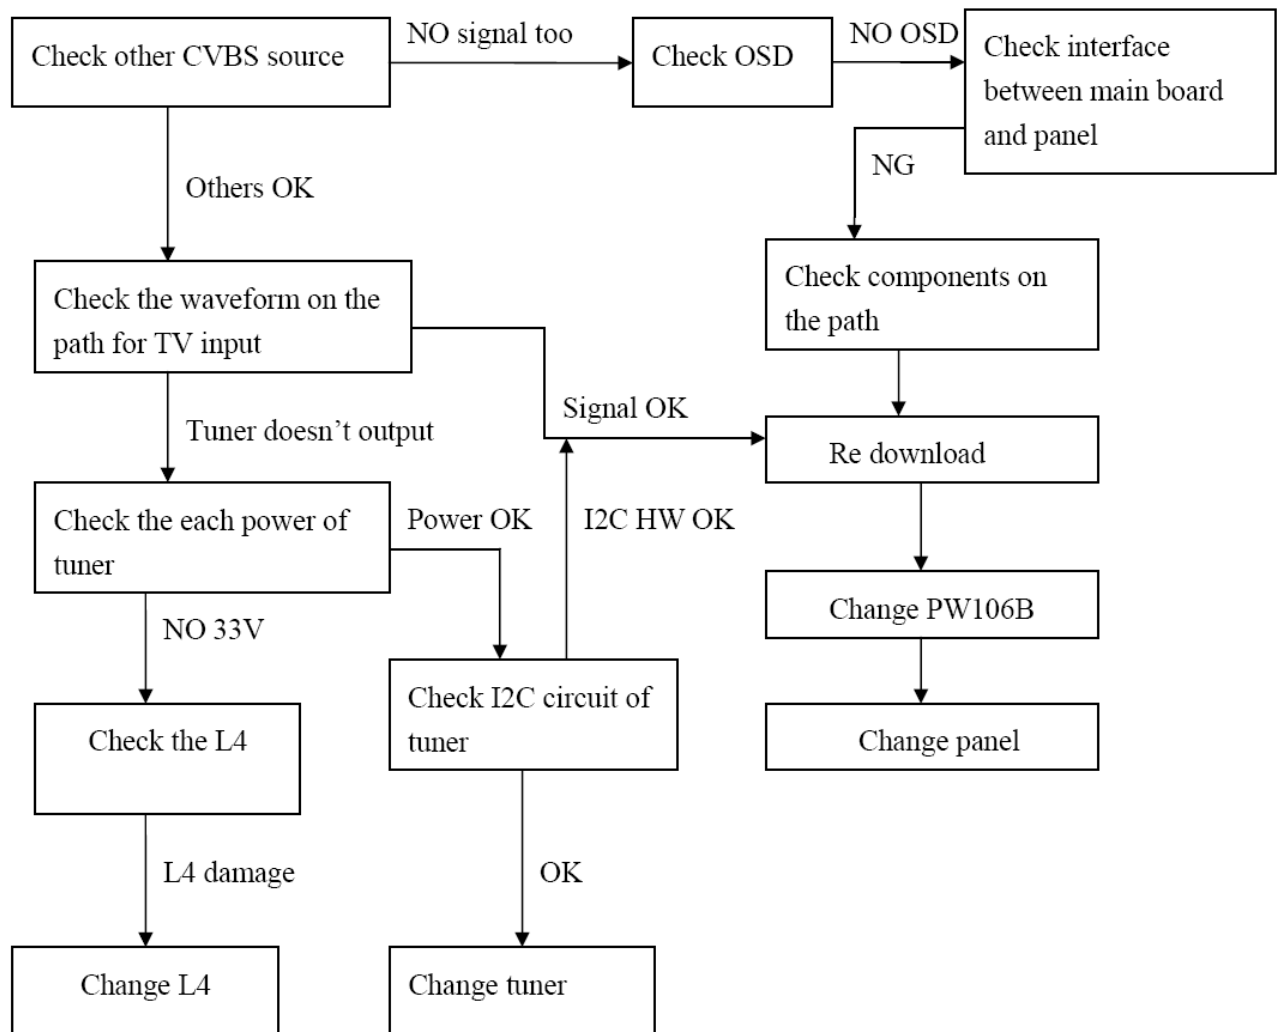 Check other CVBS source
NO signal too
Check OSD
NO OSD
Check interface
between main board
and panel
NG
Others OK
Check the waveform on the
path for TV input
Check components on
the path
Signal OK
Tuner doesn’t output
Re download
Check the each power of
tuner
Power OK
I2C HW OK
NO 33V
Change PW106B
Check the L4
Check I2C circuit of
tuner
Change panel
L4 damage
OK
Change L4
Change tuner